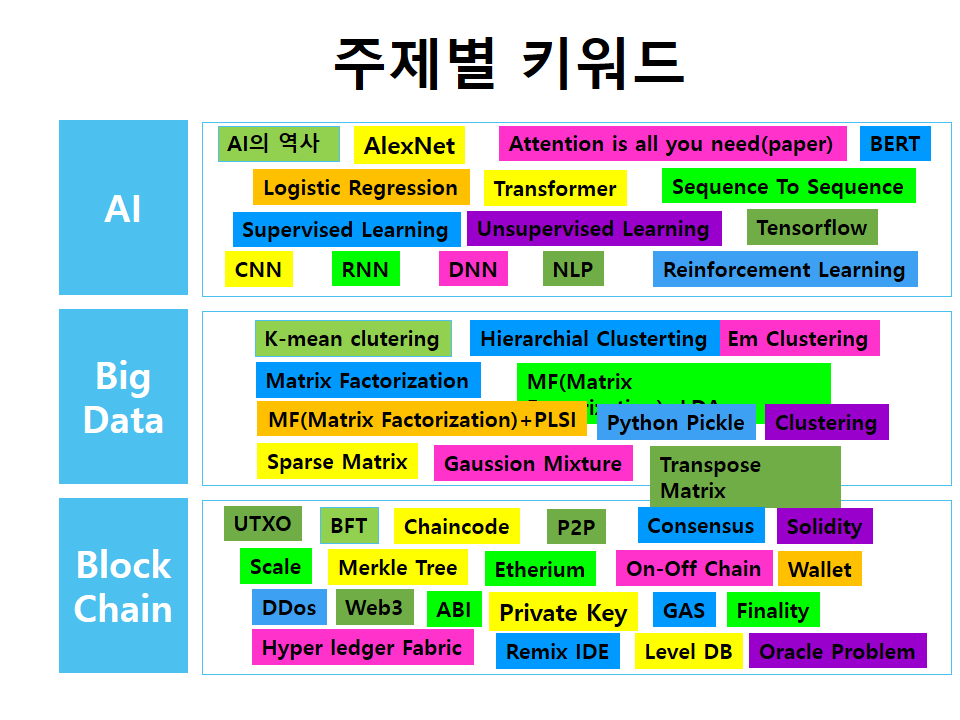 주제별 키워드
AI
AI의 역사 AlexNet Attention is all you need(paper) BERT
Logistic Regression Transformer Sequence To Sequence
Supervised Learning Unsupervised Learning Tensorflow
CNN RNN DNN NLP Reinforcement Learning
Big
Data
K-mean clutering Hierarchial Clusterting Em Clustering
Matrix Factorization MF(Matrix
MF(Matrix Factorization)+PLSI Python Pickle Clustering
Sparse Matrix Gaussion Mixture Transpose
Matrix
Block
Chain
UTXO BFT Chaincode P2P Consensus Solidity
Scale Merkle Tree Etherium On-Off Chain Wallet
DDos Web3 ABI Private Key GAS Finality
Hyper ledger Fabric Remix IDE Level DB Oracle Problem